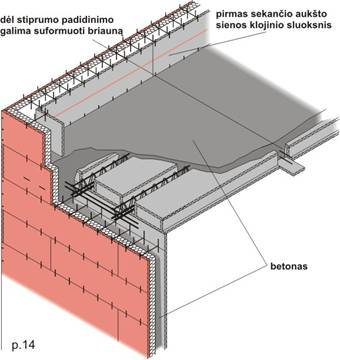 dėl stiprumo padidinimo
galima suformuoti briauną
pirmas sekančio aukšto
sienos klojinio sluoksnis
betonas
p.14